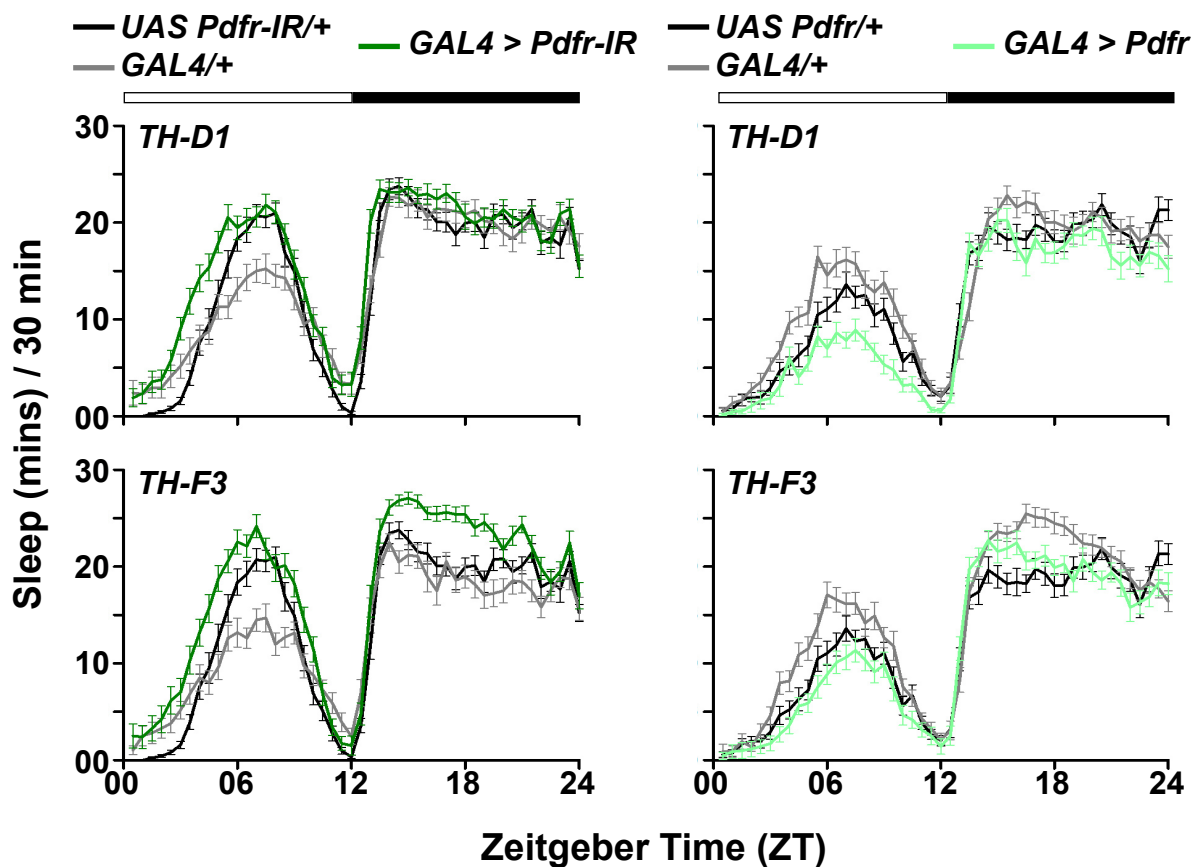 UAS Pdfr-IR/+
GAL4/+
GAL4 > Pdfr-IR
UAS Pdfr/+
GAL4/+
GAL4 > Pdfr
30
20
10
00
TH-D1
TH-D1
Sleep (mins) / 30 min
30
20
10
00
TH-F3
TH-F3
00 06 12 18 24
00 06 12 18 24
Zeitgeber Time (ZT)